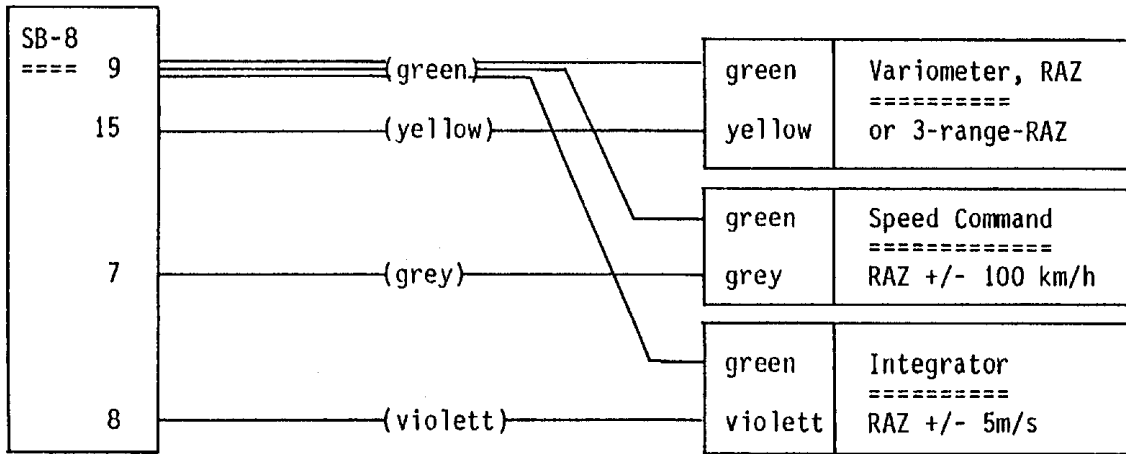 SB-8
====
9 (green) green Variometer, RAZ
==========
15 (yellow) yellow or 3-range-RAZ
green Speed Command
=============
7 (grey) grey RAZ +/- 100 km/h
green Integrator
==========
8 (violett) violett RAZ +/- 5m/s